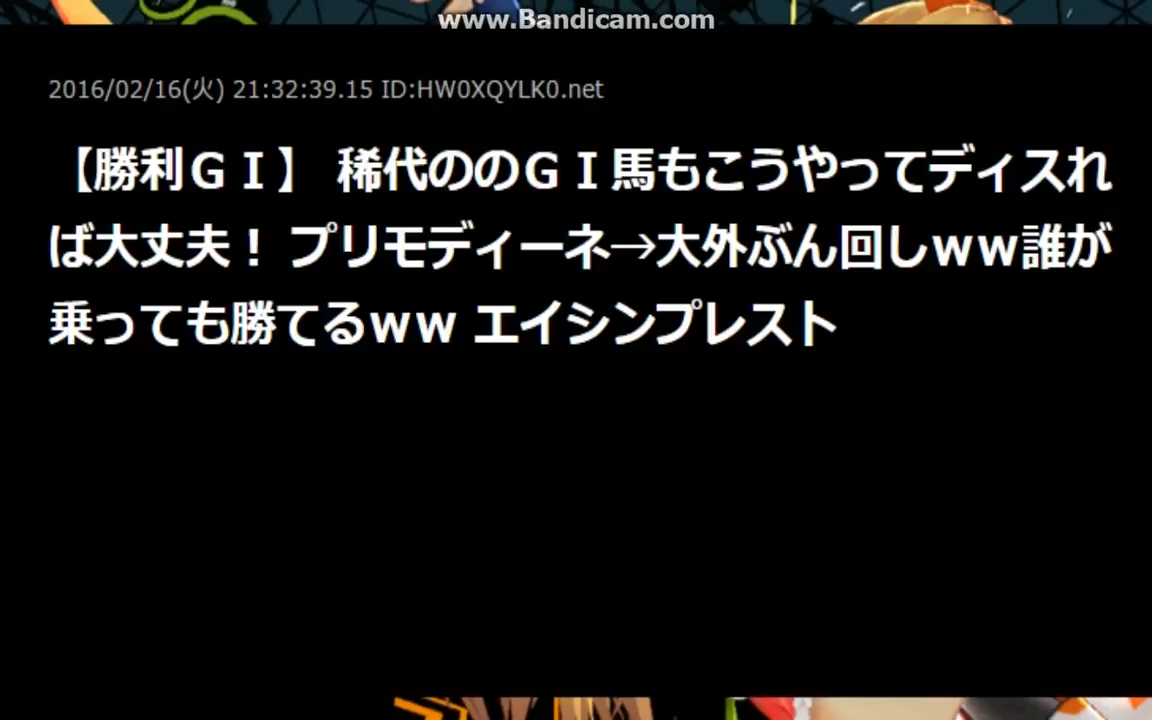 www.Bandicam.com
2016/02/16(火) 21:32:39.15 ID:HW0XQYLK0.net
【勝利ＧＩ】 稀代ののＧＩ馬もこうやってディスれ
ば大丈夫！ プリモディーネ→大外ぶん回しｗｗ誰が
乗っても勝てるｗｗ エイシンプレスト